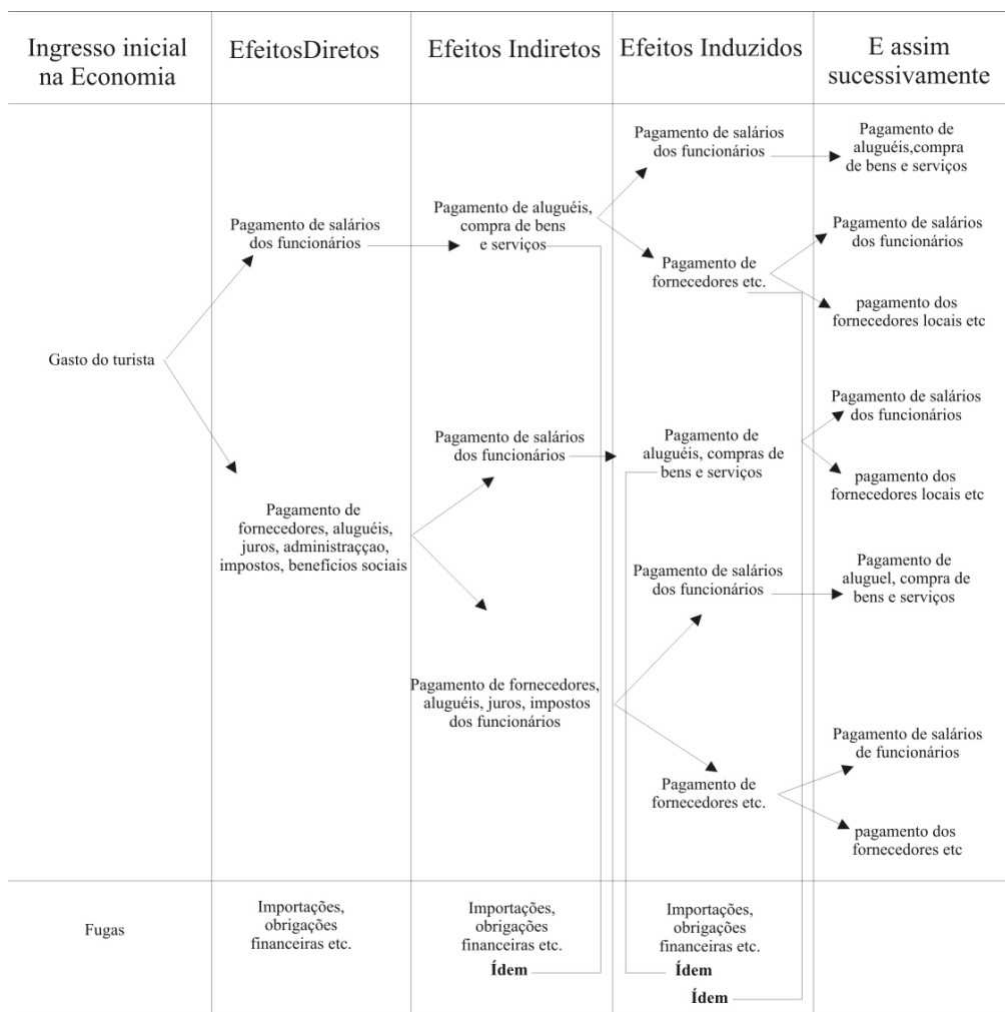 Ingresso inicial
na Economia
EfeitosDiretos
Efeitos Indiretos
Efeitos Induzidos
E assim
sucessivamente
Gasto do turista
Pagamento de salários
dos funcionários
Pagamento de
fornecedores, aluguéis,
juros, administraççao,
impostos, benefícios sociais
Pagamento de aluguéis,
compra de bens
e serviços
Pagamento de salários
dos funcionários
Pagamento de fornecedores,
aluguéis, juros, impostos
dos funcionários
Pagamento de salários
dos funcionários
Pagamento de
fornecedores etc.
Pagamento de
aluguéis, compras de
bens e serviços
Pagamento de salários
dos funcionários
Pagamento de
fornecedores etc.
Pagamento de
aluguéis,compra
de bens e serviços
Pagamento de salários
dos funcionários
pagamento dos
fornecedores locais etc
Pagamento de salários
dos funcionários
pagamento dos
fornecedores locais etc
Pagamento de
aluguel, compra de
bens e serviços
Pagamento de salários
de funcionários
pagamento dos
fornecedores etc
Fugas
Importações,
obrigações
financeiras etc.
Importações,
obrigações
financeiras etc.
Ídem
Importações,
obrigações
financeiras etc.
Ídem
Ídem